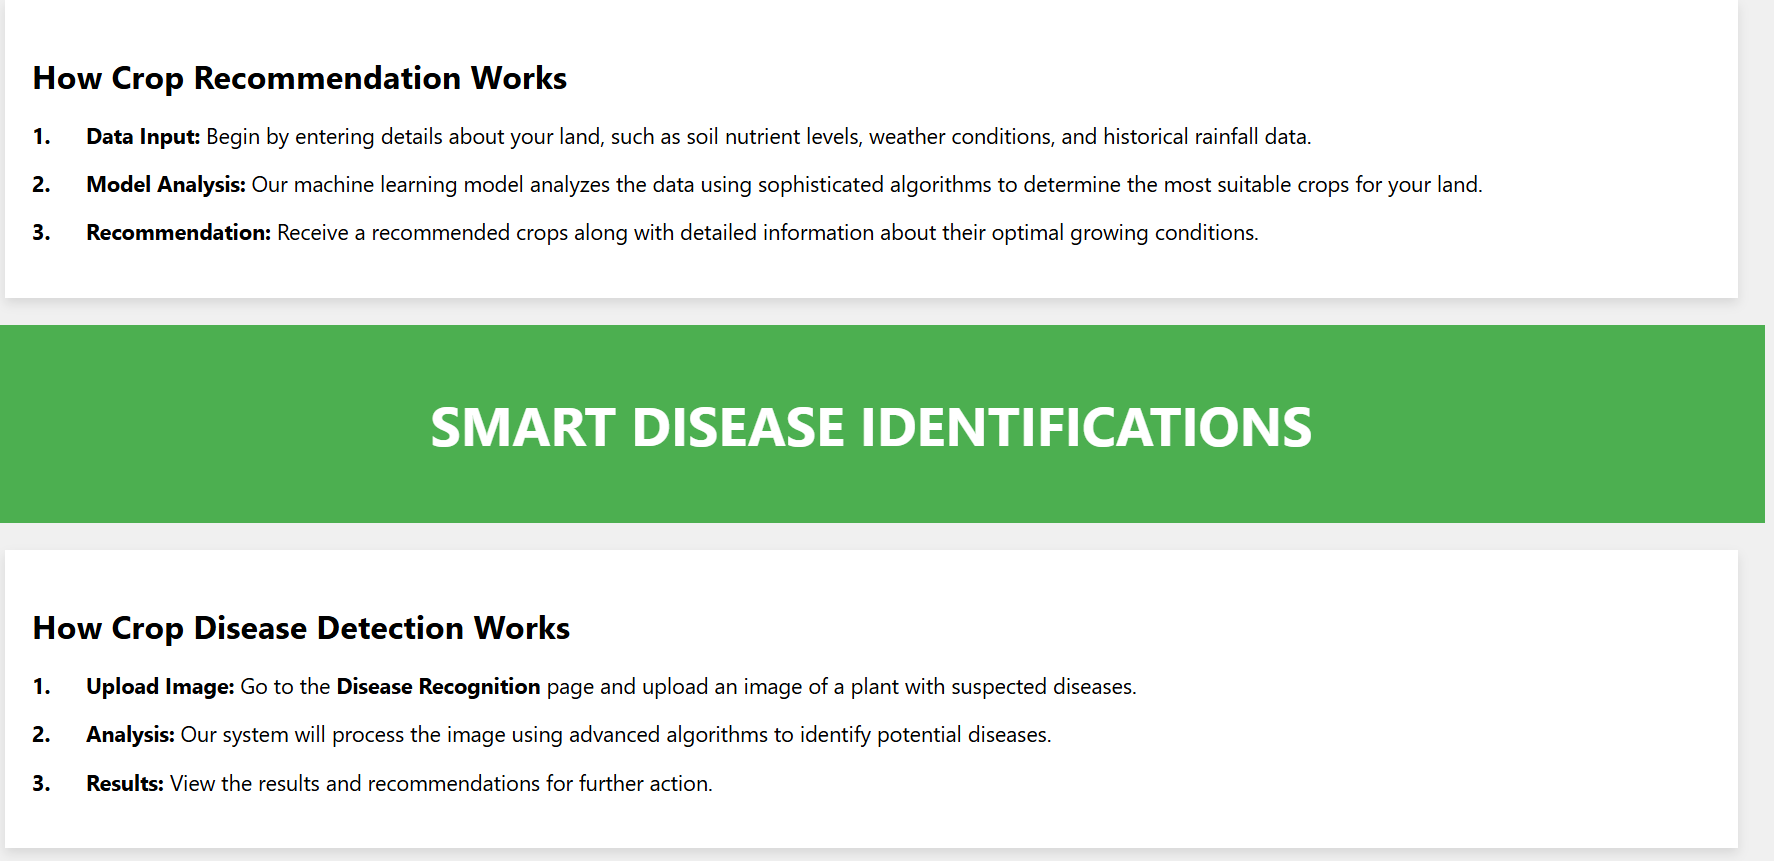 How Crop Recommendation Works
1. Data Input: Begin by entering details about your land, such as soil nutrient levels, weather conditions, and historical rainfall data.
2. Model Analysis: Our machine learning model analyzes the data using sophisticated algorithms to determine the most suitable crops for your land.
3. Recommendation: Receive a recommended crops along with detailed information about their optimal growing conditions.
SMART DISEASE IDENTIFICATIONS
How Crop Disease Detection Works
1. Upload Image: Go to the Disease Recognition page and upload an image of a plant with suspected diseases.
2. Analysis: Our system will process the image using advanced algorithms to identify potential diseases.
3. Results: View the results and recommendations for further action.